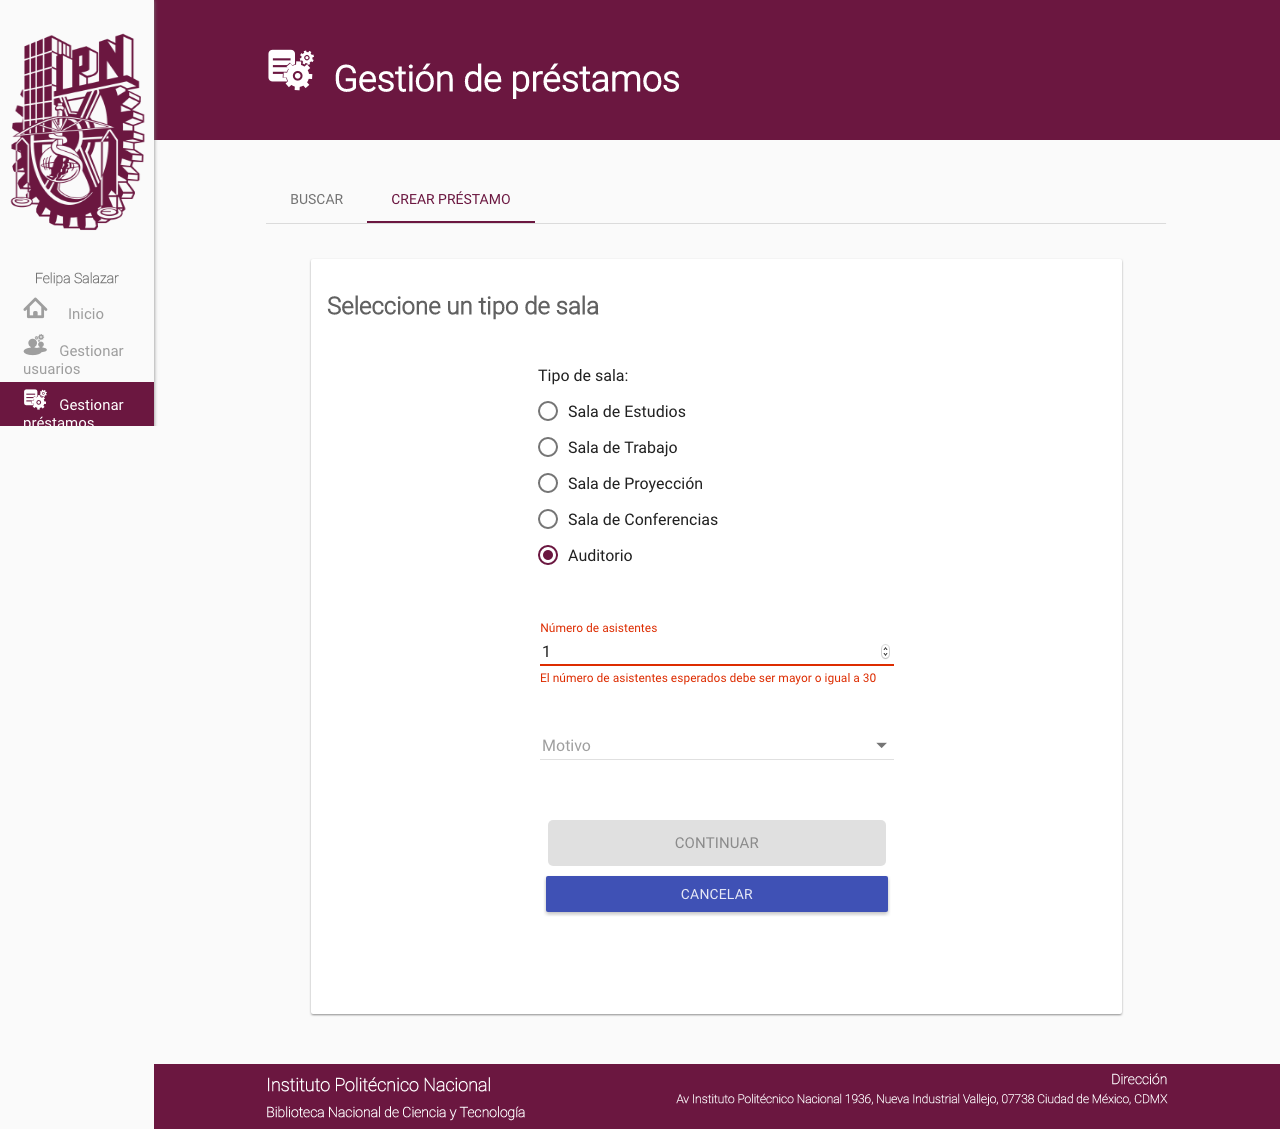 IPN
Felipa Salazar
Inicio
Gestionar
usuarios
Gestionar
préstamos
Gestión de préstamos
BUSCAR
CREAR PRÉSTAMO
Seleccione un tipo de sala
Tipo de sala:
Sala de Estudios
Sala de Trabajo
Sala de Proyección
Sala de Conferencias
Auditorio
Número de asistentes
1
El número de asistentes esperados debe ser mayor o igual a 30
Motivo
CONTINUAR
CANCELAR
Instituto Politécnico Nacional
Biblioteca Nacional de Ciencia y Tecnología
Dirección
Av Instituto Politécnico Nacional 1936, Nueva Industrial Vallejo, 07738 Ciudad de México, CDMX